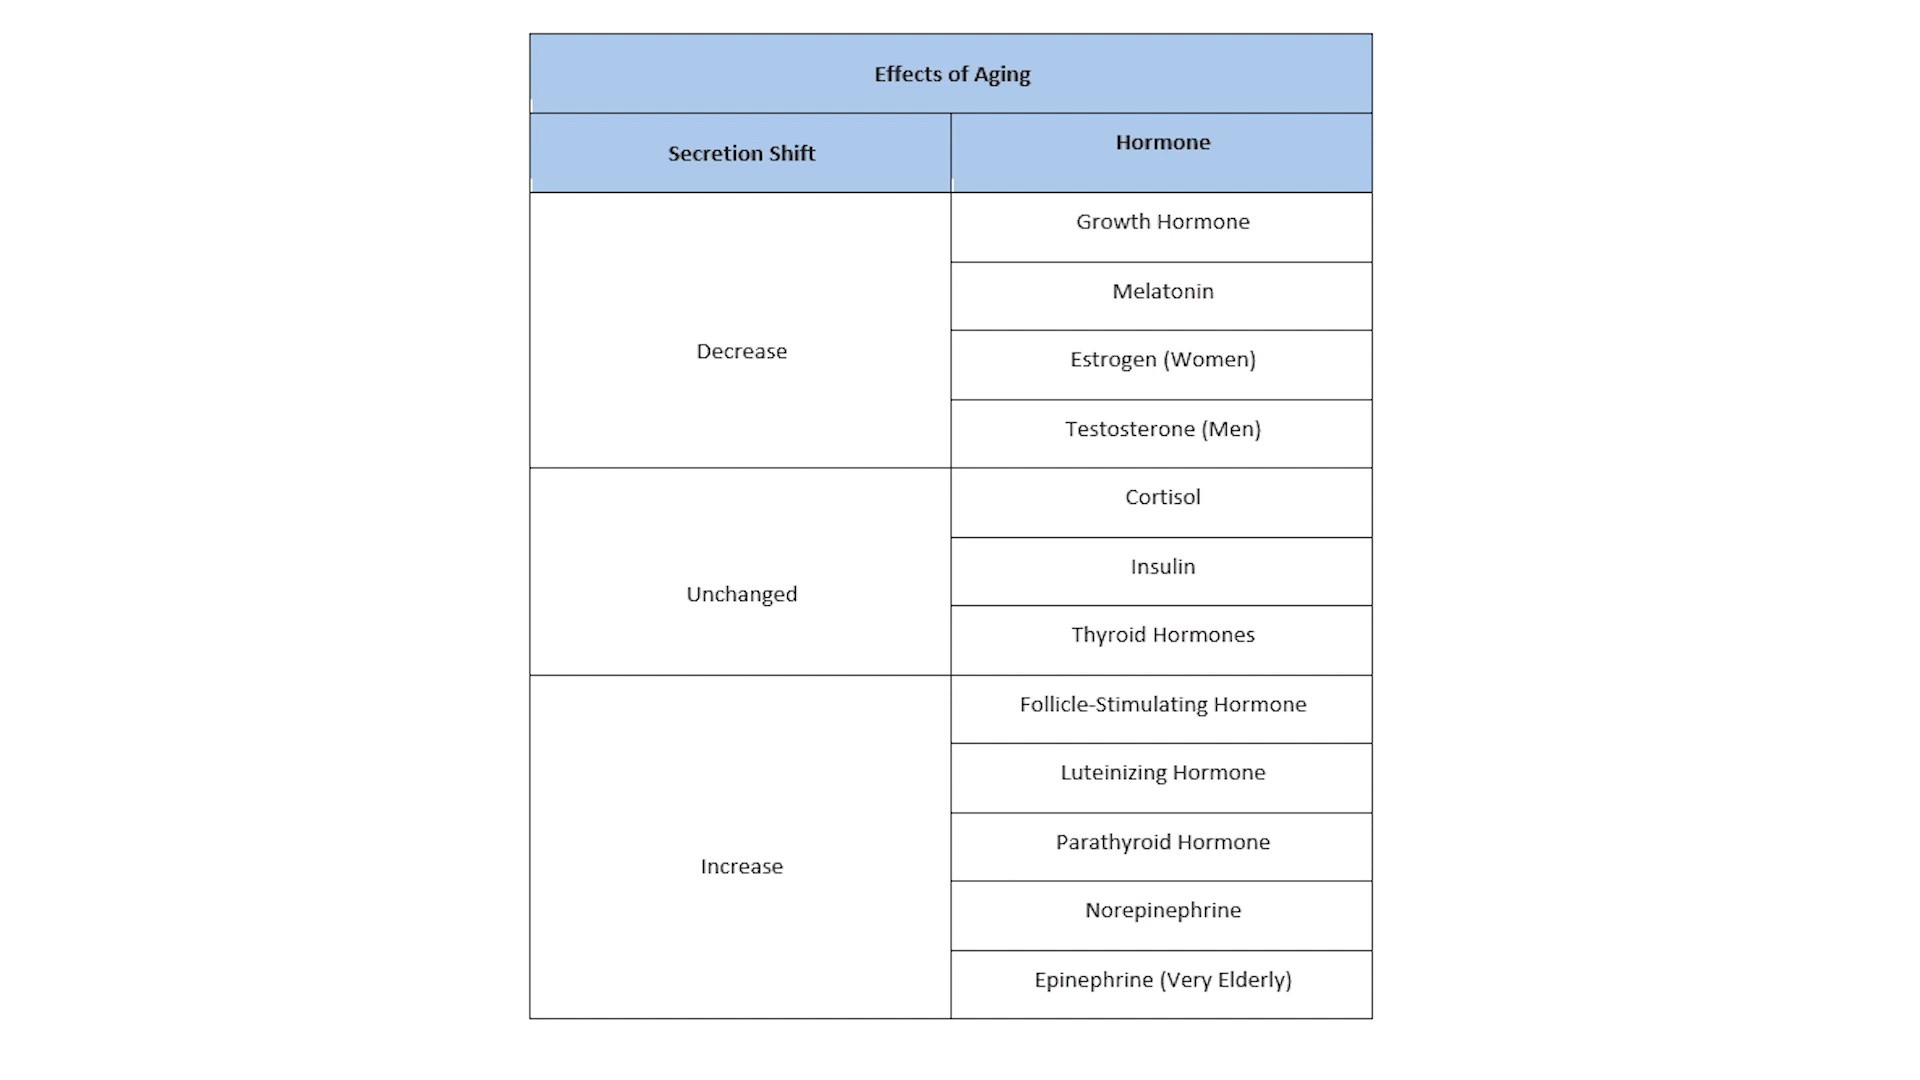 Effects of Aging
Secretion Shift
Hormone
Decrease
Growth Hormone
Melatonin
Estrogen (Women)
Testosterone (Men)
Unchanged
Cortisol
Insulin
Thyroid Hormones
Increase
Follicle-Stimulating Hormone
Luteinizing Hormone
Parathyroid Hormone
Norepinephrine
Epinephrine (Very Elderly)